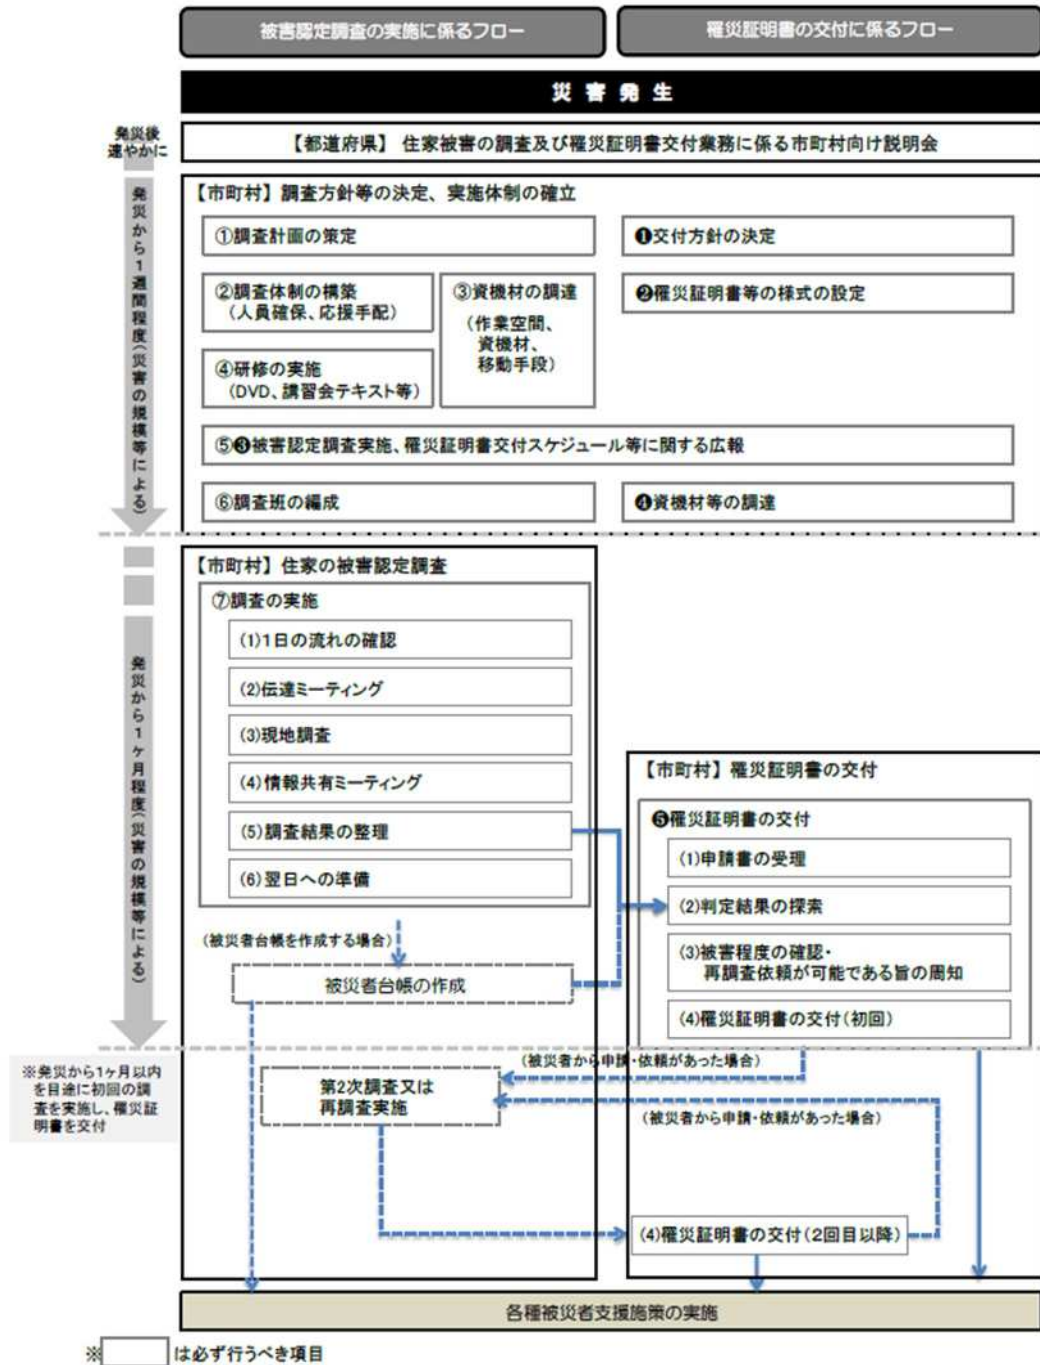 被害認定調査の実施に係るフロー
罹災証明書の交付に係るフロー
災害発生
発災後
速やかに
【都道府県】 住家被害の調査及び罹災証明書交付業務に係る市町村向け説明会
発災から1週間程度(災害の規模等による)
【市町村】調査方針等の決定、実施体制の確立
①調査計画の策定
❶交付方針の決定
②調査体制の構築
(人員確保、応援手配)
③資機材の調達
(作業空間、
資機材、
移動手段)
❷罹災証明書等の様式の設定
④研修の実施
(DVD、講習会テキスト等)
⑤❸被害認定調査実施、罹災証明書交付スケジュール等に関する広報
⑥調査班の編成
❹資機材等の調達
発災から1ヶ月程度(災害の規模等による)
【市町村】住家の被害認定調査
⑦調査の実施
(1)1日の流れの確認
(2)伝達ミーティング
(3)現地調査
(4)情報共有ミーティング
(5)調査結果の整理
(6)翌日への準備
(被災者台帳を作成する場合)
被災者台帳の作成
【市町村】罹災証明書の交付
❺罹災証明書の交付
(1)申請書の受理
(2)判定結果の探索
(3)被害程度の確認・
再調査依頼が可能である旨の周知
(4)罹災証明書の交付(初回)
※発災から1ヶ月以内
を目途に初回の調
査を実施し、罹災証
明書を交付
(被災者から申請・依頼があった場合)
第2次調査又は
再調査実施
(被災者から申請・依頼があった場合)
(4)罹災証明書の交付(2回目以降)
各種被災者支援施策の実施
※ は必ず行うべき項目